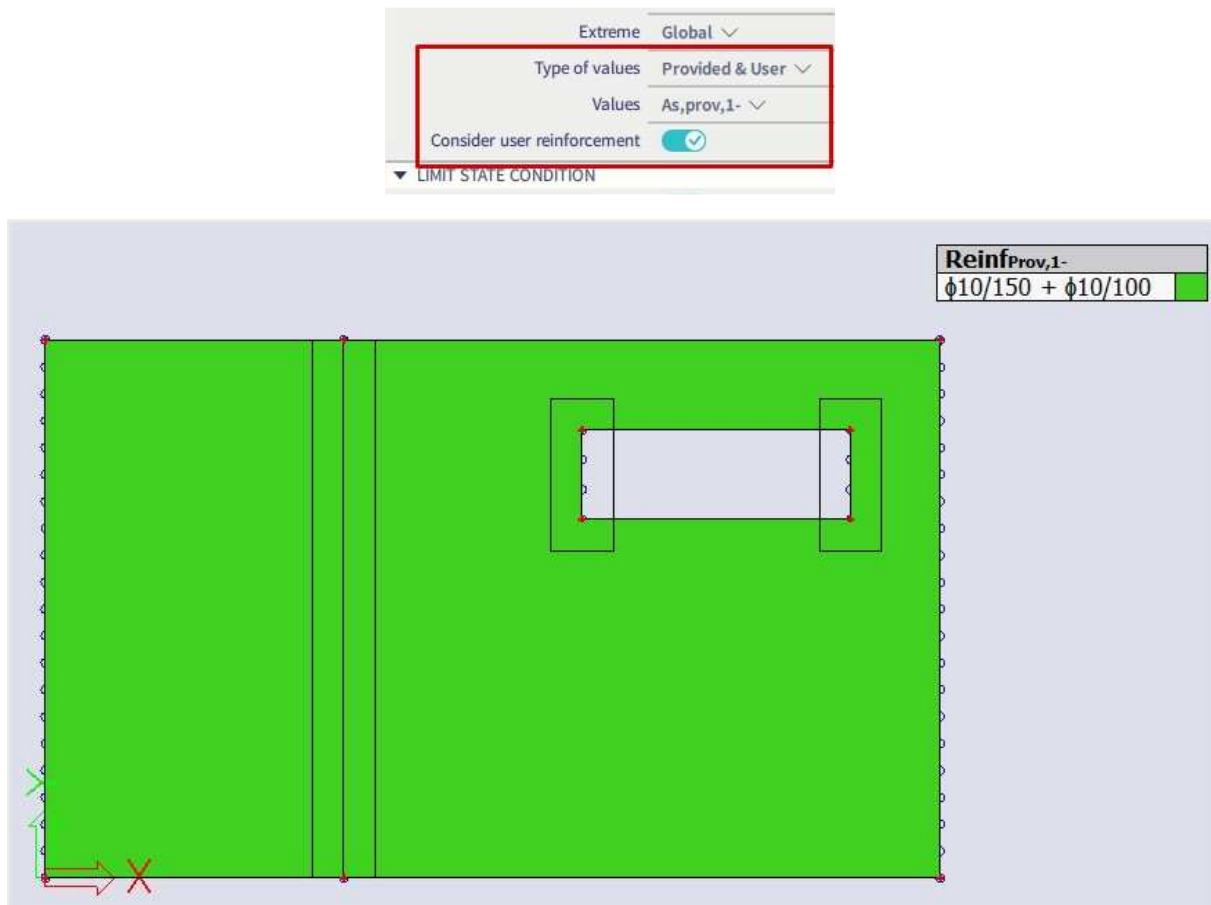 Extreme Global
Type of values Provided & User
Values As,prov,1-
Consider user reinforcement
LIMIT STATE CONDITION
ReinfProv,1-
ϕ10/150 + ϕ10/100
Y
X